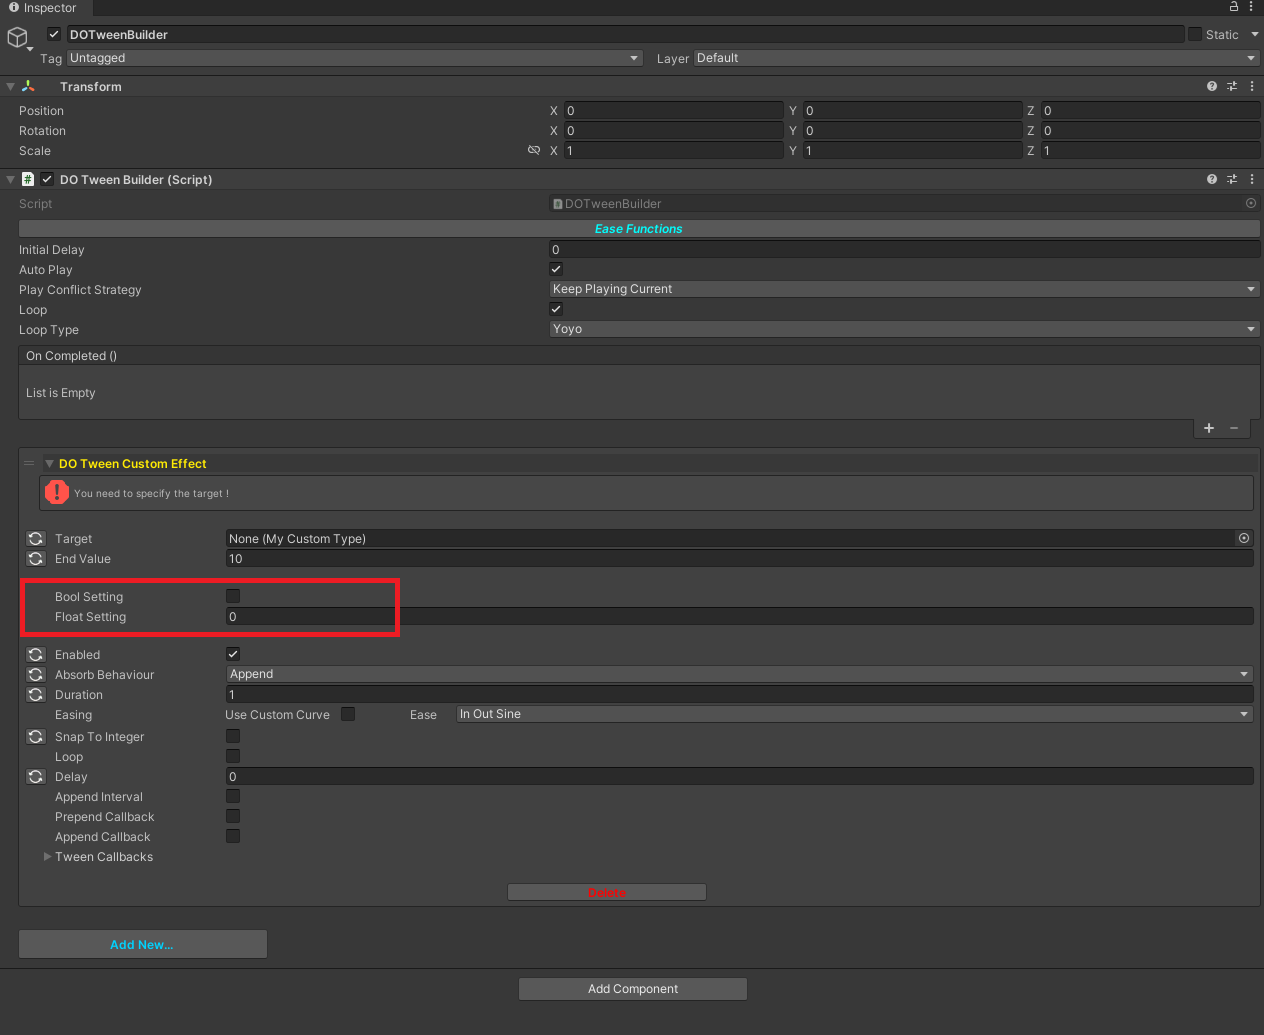 Inspector
DOTweenBuilder Static
Tag Untagged Layer Default
Transform
Position X 0 Y 0 Z 0
Rotation X 0 Y 0 Z 0
Scale X 1 Y 1 Z 1
# DO Tween Builder (Script)
Script # DOTweenBuilder
Ease Functions
Initial Delay 0
Auto Play
Play Conflict Strategy Keep Playing Current
Loop
Loop Type Yoyo
On Completed ()
List is Empty
+ −
DO Tween Custom Effect
! You need to specify the target !
Target None (My Custom Type)
End Value 10
Bool Setting
Float Setting 0
Enabled
Absorb Behaviour Append
Duration 1
Easing Use Custom Curve Ease In Out Sine
Snap To Integer
Loop
Delay 0
Append Interval
Prepend Callback
Append Callback
Tween Callbacks
Delete
Add New...
Add Component